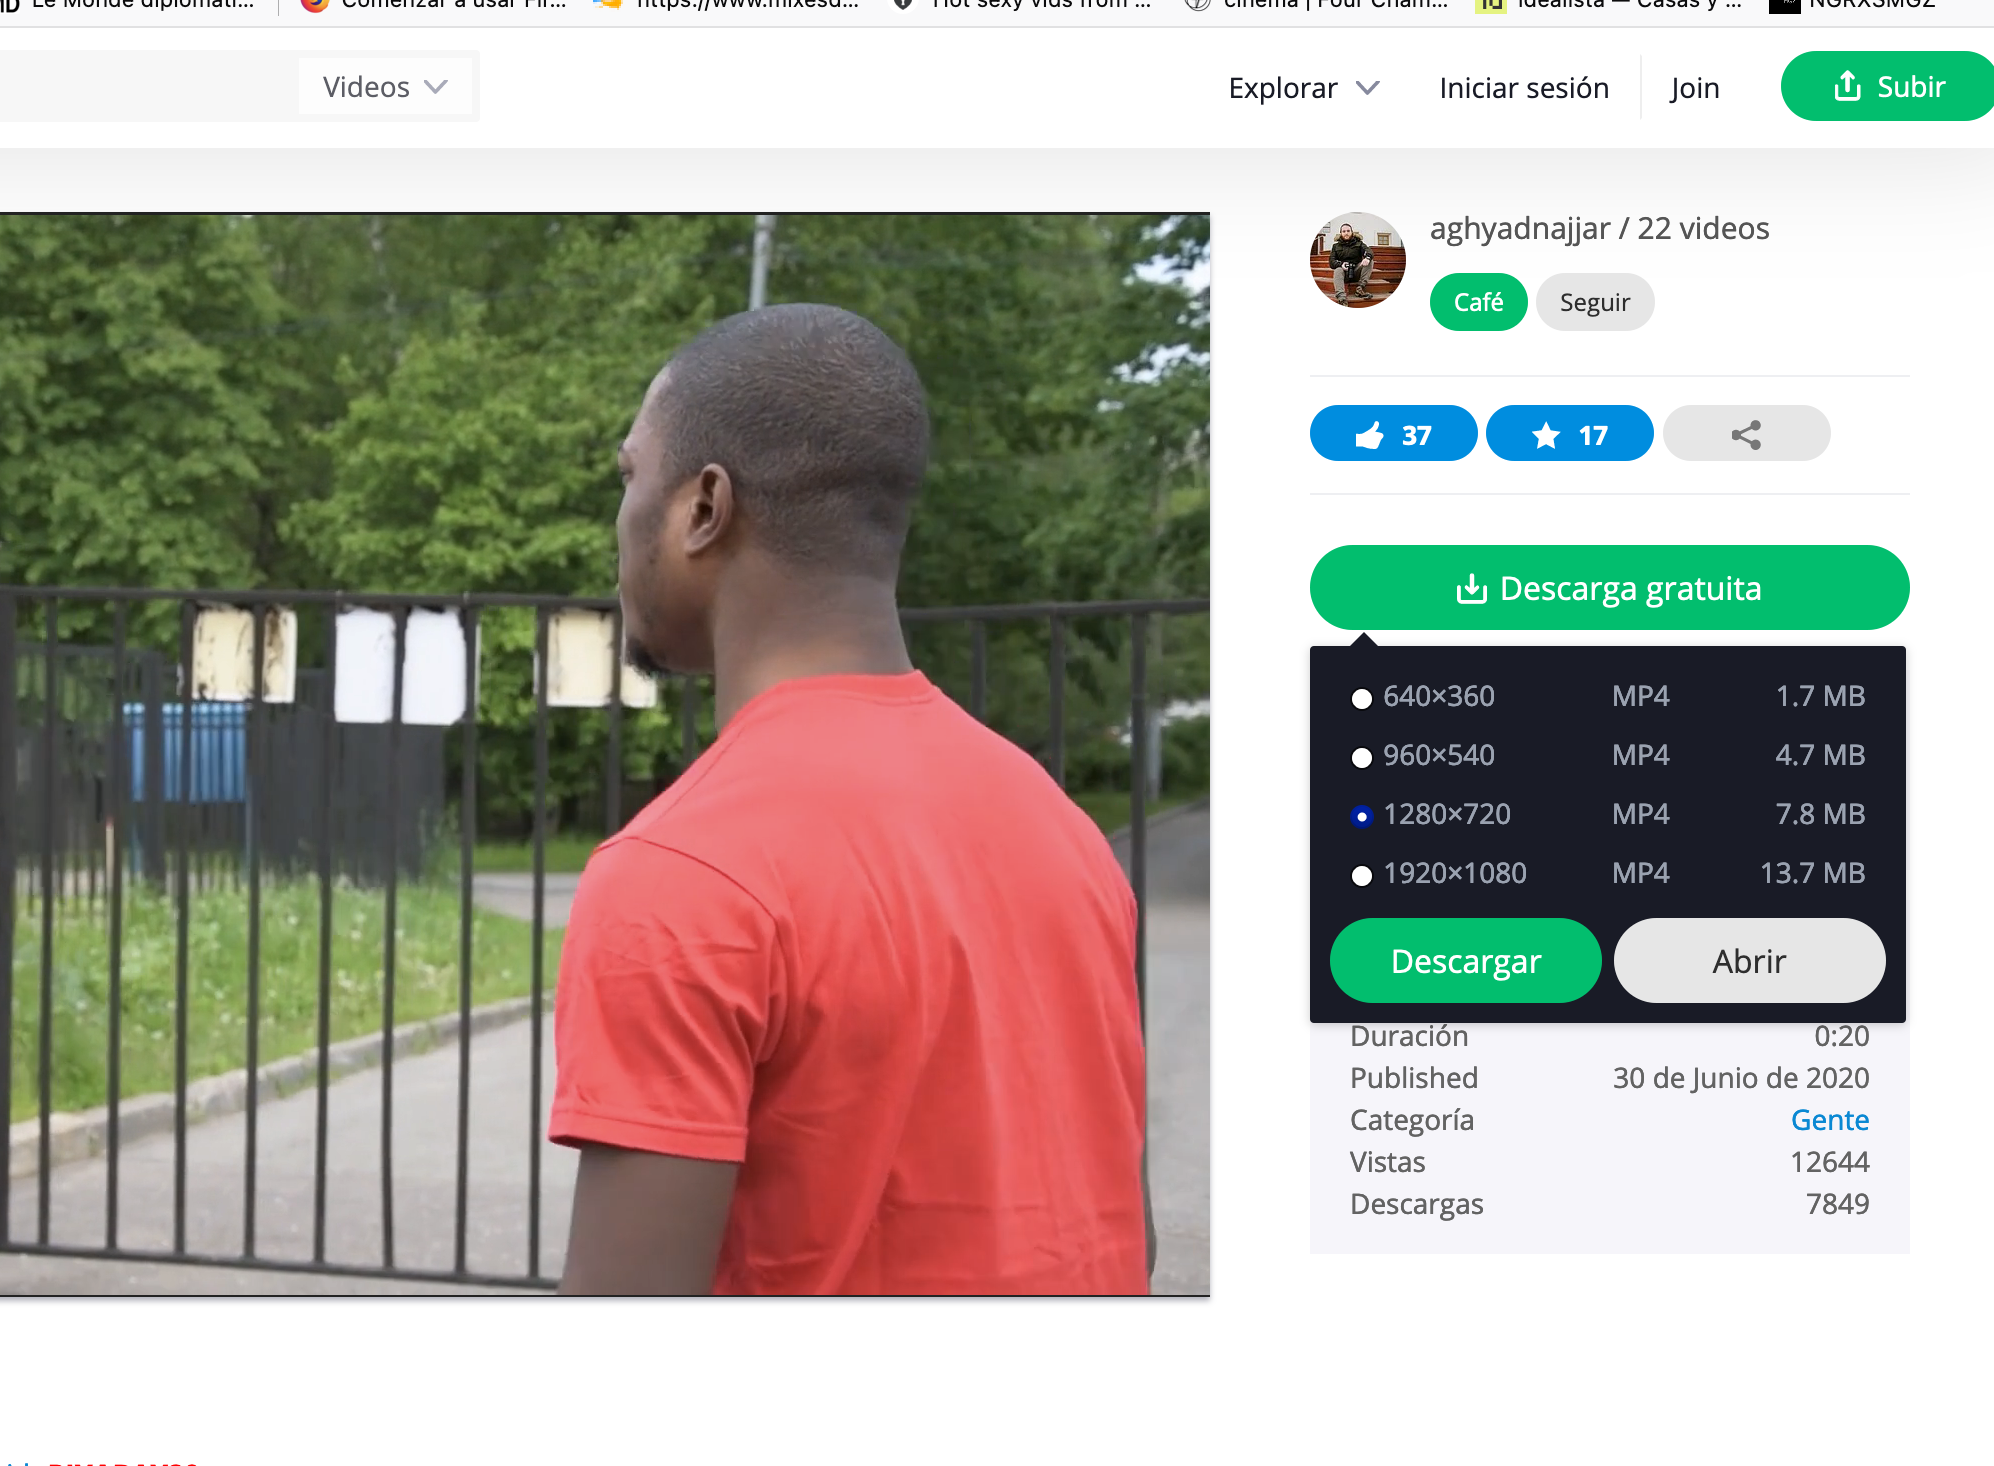 Le Monde diplomati...
Comenzar a usar Fir...
https://www.mixesd...
Hot sexy vids from ...
cinema | Four Cham...
idealista — Casas y ...
NGRXSMGZ
Videos
Explorar
Iniciar sesión
Join
Subir
aghyadnajjar / 22 videos
Café
Seguir
37
17
Descarga gratuita
640×360 MP4 1.7 MB
960×540 MP4 4.7 MB
1280×720 MP4 7.8 MB
1920×1080 MP4 13.7 MB
Descargar
Abrir
Duración 0:20
Published 30 de Junio de 2020
Categoría Gente
Vistas 12644
Descargas 7849